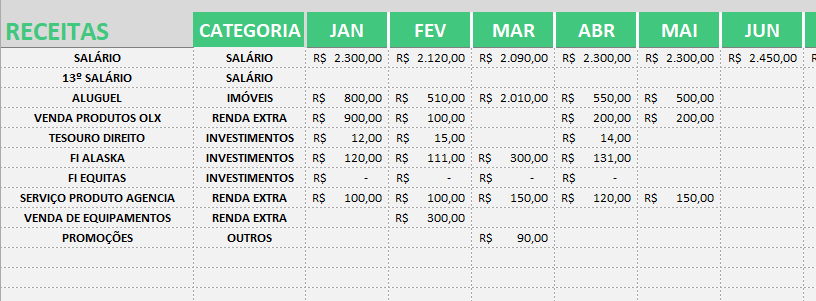 RECEITAS CATEGORIA JAN FEV MAR ABR MAI JUN
SALÁRIO SALÁRIO R$ 2.300,00 R$ 2.120,00 R$ 2.090,00 R$ 2.300,00 R$ 2.300,00 R$ 2.450,00
13º SALÁRIO SALÁRIO
ALUGUEL IMÓVEIS R$ 800,00 R$ 510,00 R$ 2.010,00 R$ 550,00 R$ 500,00
VENDA PRODUTOS OLX RENDA EXTRA R$ 900,00 R$ 100,00 R$ 200,00 R$ 200,00
TESOURO DIREITO INVESTIMENTOS R$ 12,00 R$ 15,00 R$ 14,00
FI ALASKA INVESTIMENTOS R$ 120,00 R$ 111,00 R$ 300,00 R$ 131,00
FI EQUITAS INVESTIMENTOS R$ - R$ - R$ - R$ -
SERVIÇO PRODUTO AGENCIA RENDA EXTRA R$ 100,00 R$ 100,00 R$ 150,00 R$ 120,00 R$ 150,00
VENDA DE EQUIPAMENTOS RENDA EXTRA R$ 300,00
PROMOÇÕES OUTROS R$ 90,00